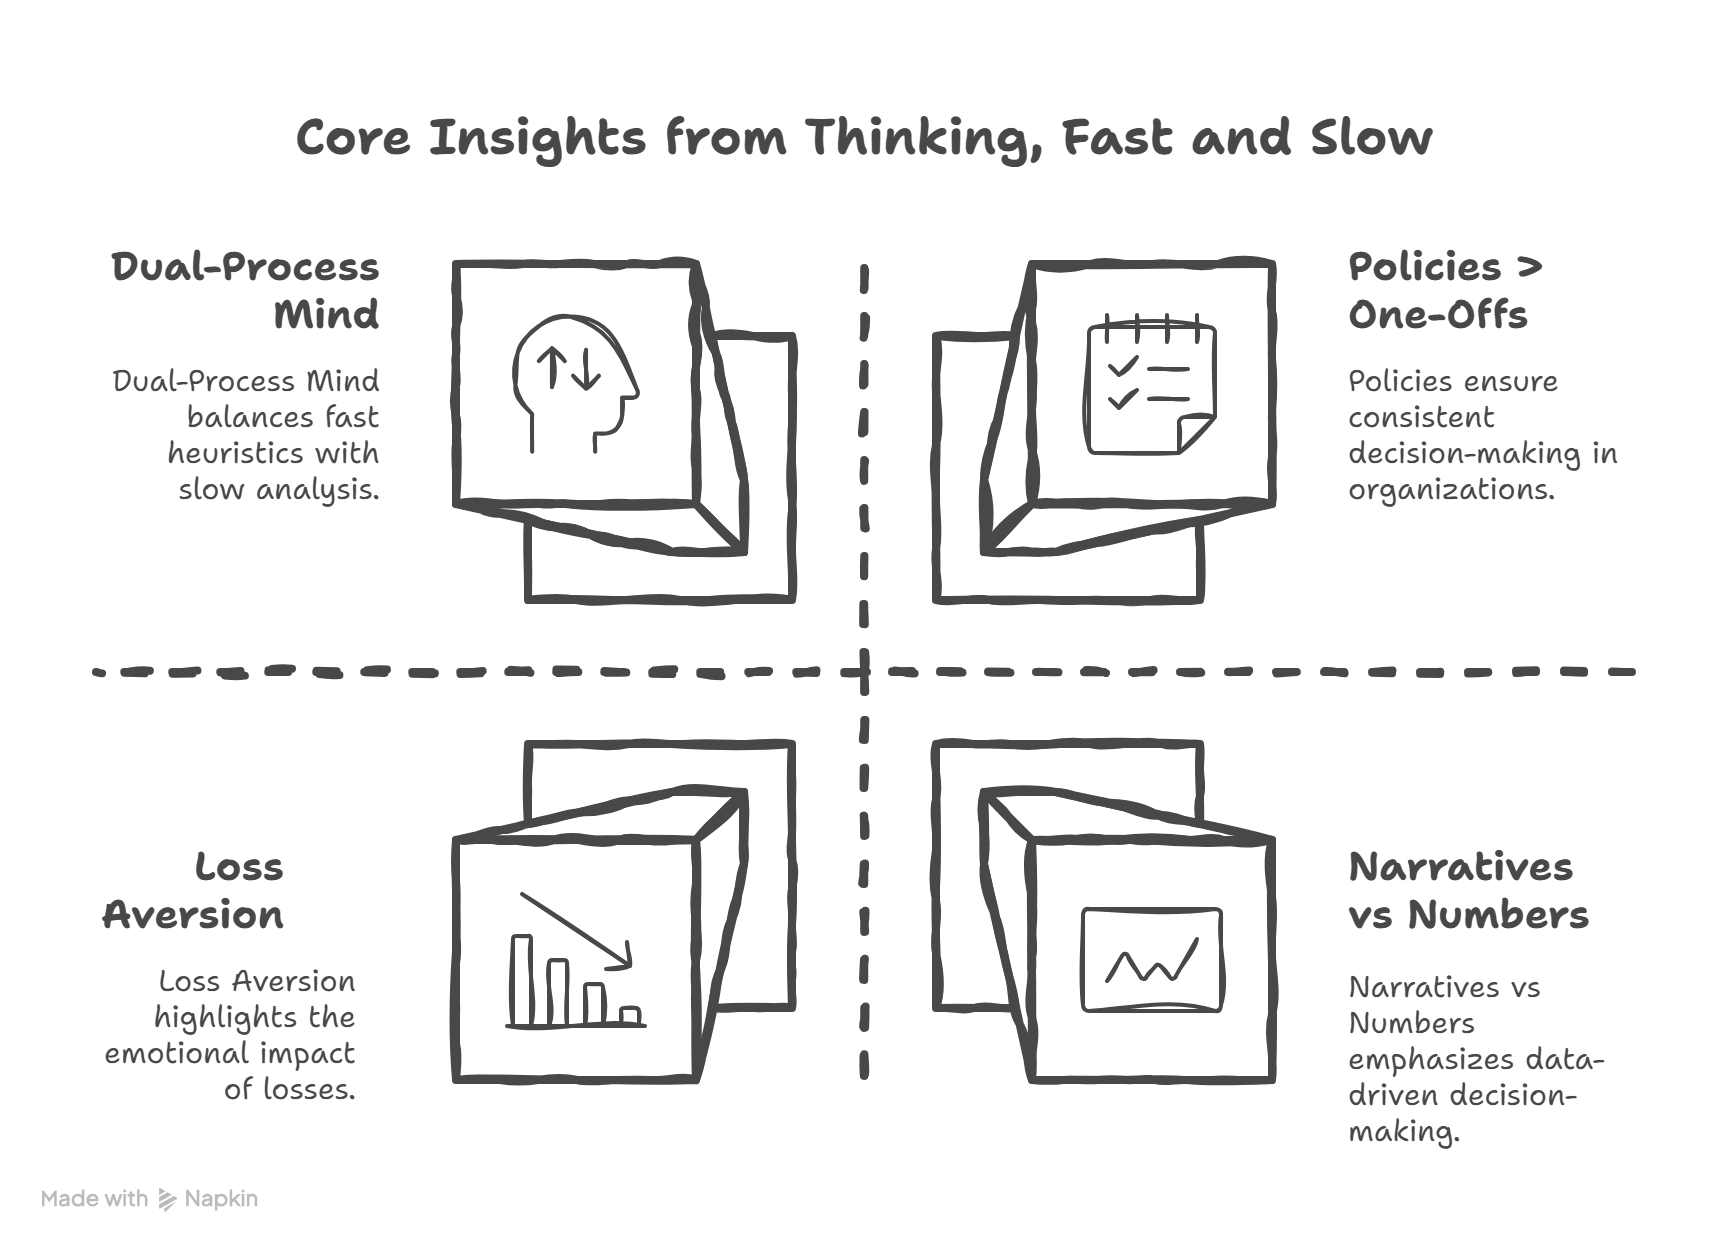 Core Insights from Thinking, Fast and Slow
Dual-Process
Mind
Dual-Process Mind
balances fast
heuristics with
slow analysis.
Policies >
One-Offs
Policies ensure
consistent
decision-making in
organizations.
Loss
Aversion
Loss Aversion
highlights the
emotional impact
of losses.
Narratives
vs Numbers
Narratives vs
Numbers
emphasizes data-
driven decision-
making.
Made with Napkin